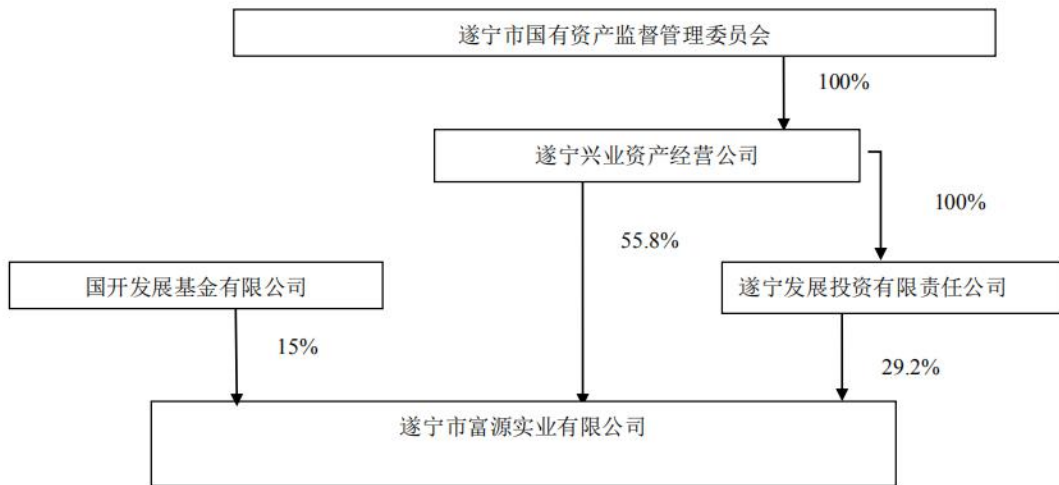 遂宁市国有资产监督管理委员会
100%
遂宁兴业资产经营公司
100%
55.8%
国开发展基金有限公司
遂宁发展投资有限责任公司
15%
29.2%
遂宁市富源实业有限公司